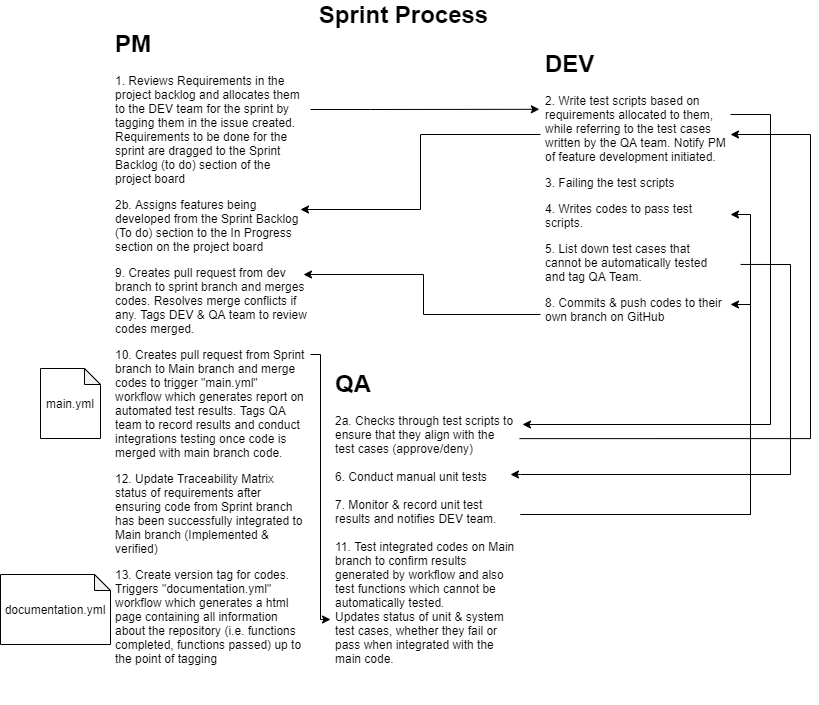 Sprint Process
PM
1. Reviews Requirements in the
project backlog and allocates them
to the DEV team for the sprint by
tagging them in the issue created.
Requirements to be done for the
sprint are dragged to the Sprint
Backlog (to do) section of the
project board
2b. Assigns features being
developed from the Sprint Backlog
(To do) section to the In Progress
section on the project board
9. Creates pull request from dev
branch to sprint branch and merges
codes. Resolves merge conflicts if
any. Tags DEV & QA team to review
codes merged.
10. Creates pull request from Sprint
branch to Main branch and merge
codes to trigger "main.yml"
workflow which generates report on
automated test results. Tags QA
team to record results and conduct
integrations testing once code is
merged with main branch code.
12. Update Traceability Matrix
status of requirements after
ensuring code from Sprint branch
has been successfully integrated to
Main branch (Implemented &
verified)
13. Create version tag for codes.
Triggers "documentation.yml"
workflow which generates a html
page containing all information
about the repository (i.e. functions
completed, functions passed) up to
the point of tagging
main.yml
documentation.yml
DEV
2. Write test scripts based on
requirements allocated to them,
while referring to the test cases
written by the QA team. Notify PM
of feature development initiated.
3. Failing the test scripts
4. Writes codes to pass test
scripts.
5. List down test cases that
cannot be automatically tested
and tag QA Team.
8. Commits & push codes to their
own branch on GitHub
QA
2a. Checks through test scripts to
ensure that they align with the
test cases (approve/deny)
6. Conduct manual unit tests
7. Monitor & record unit test
results and notifies DEV team.
11. Test integrated codes on Main
branch to confirm results
generated by workflow and also
test functions which cannot be
automatically tested.
Updates status of unit & system
test cases, whether they fail or
pass when integrated with the
main code.